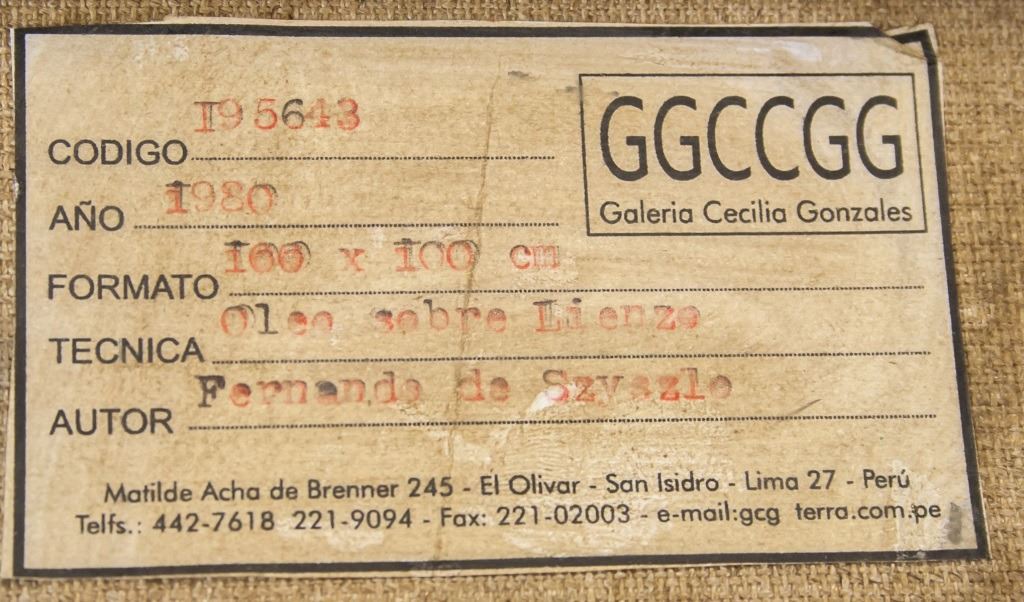 GGCCGG
Galeria Cecilia Gonzales
CODIGO 195643
AÑO 1980
FORMATO 100 x 100 cm
TECNICA Oleo sobre Lienzo
AUTOR Fernando de Szyszlo
Matilde Acha de Brenner 245 - El Olivar - San Isidro - Lima 27 - Perú
Telfs.: 442-7618 221-9094 - Fax: 221-02003 - e-mail:gcg terra.com.pe